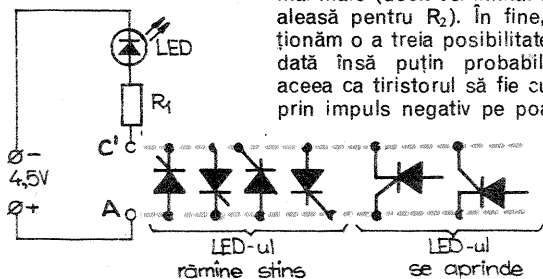 mai mare (decît cu limita
aleasă pentru R₂). În fine,
ționăm o a treia posibilitate
dată însă puțin probabil
aceea ca tiristorul să fie cu
prin impuls negativ pe poa
LED
R₁
C'
-
4,5V
+
A
LED-ul
rămîne stins
LED-ul
se aprinde